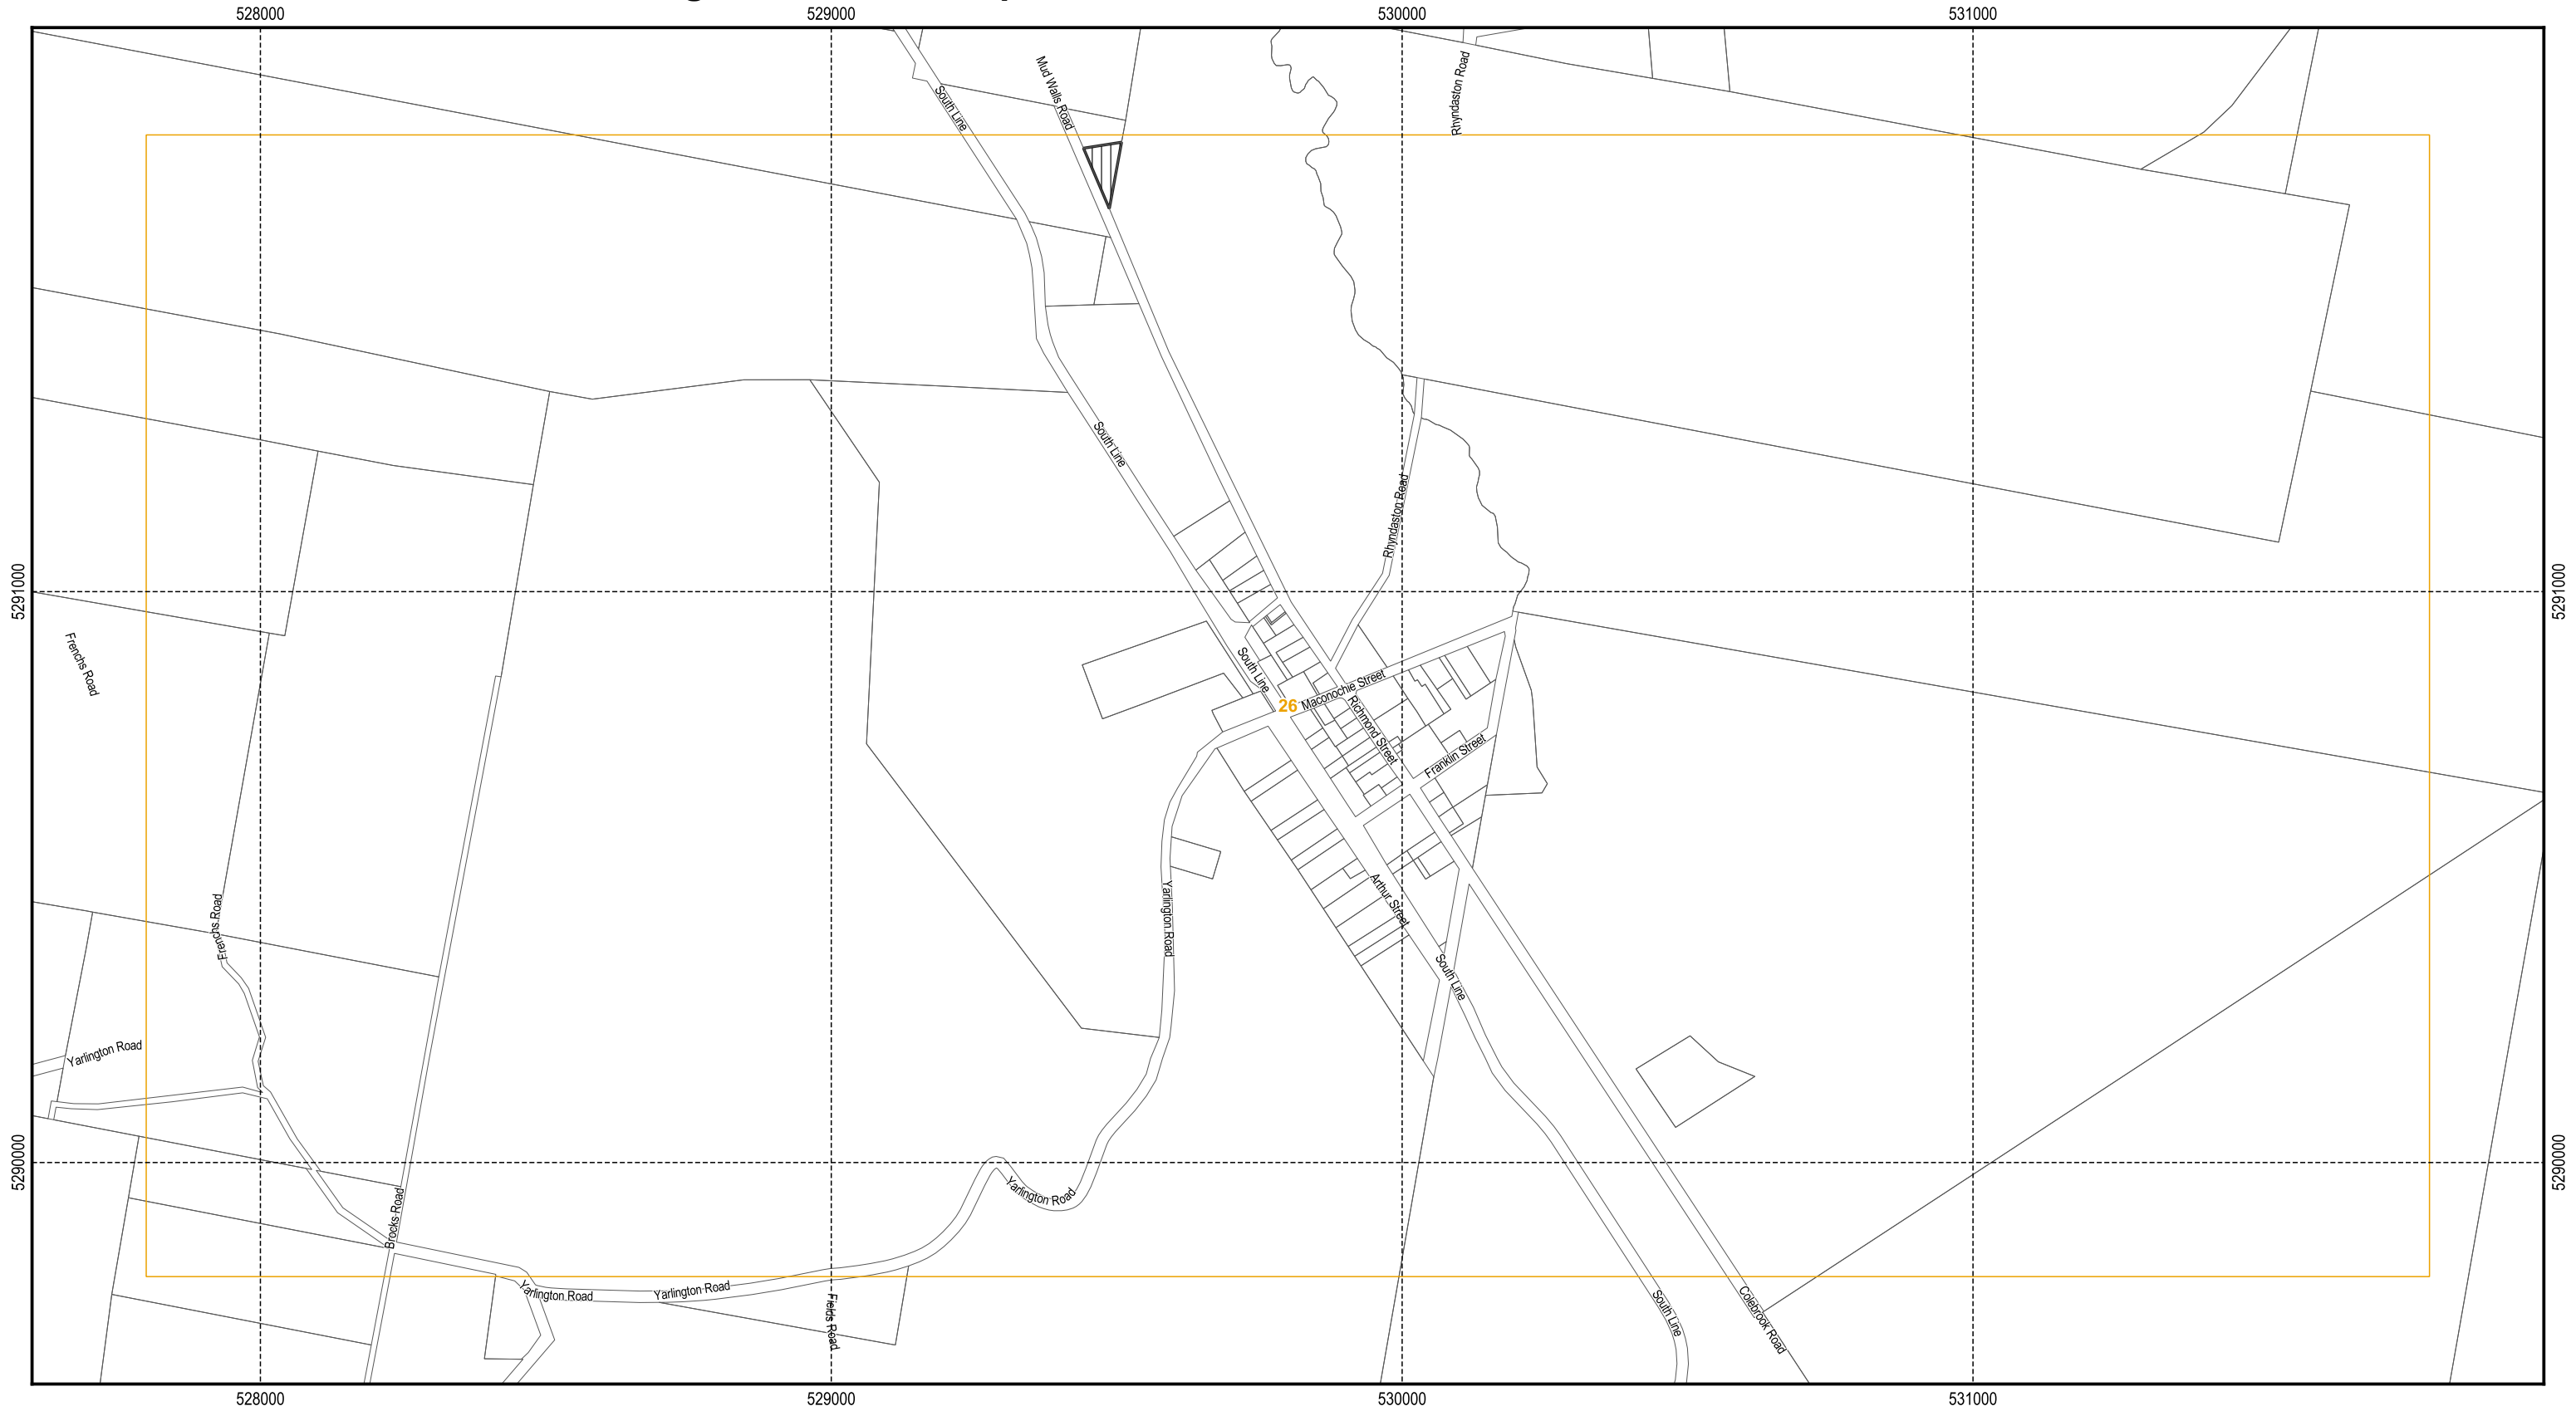 528000
529000
530000
531000
Mud Walls Road
Rhyndaston Road
South Line
South Line
Rhyndaston Road
5291000
5291000
Frenchs Road
South Line
26
Maconochie Street
Richmond Street
Franklin Street
Frenchs Road
Yarlington Road
Arthur Street
South Line
Yarlington Road
5290000
5290000
Yarlington Road
Brocks Road
Yarlington Road
Yarlington Road
Fields Road
South Line
Colebrook Road
528000
529000
530000
531000